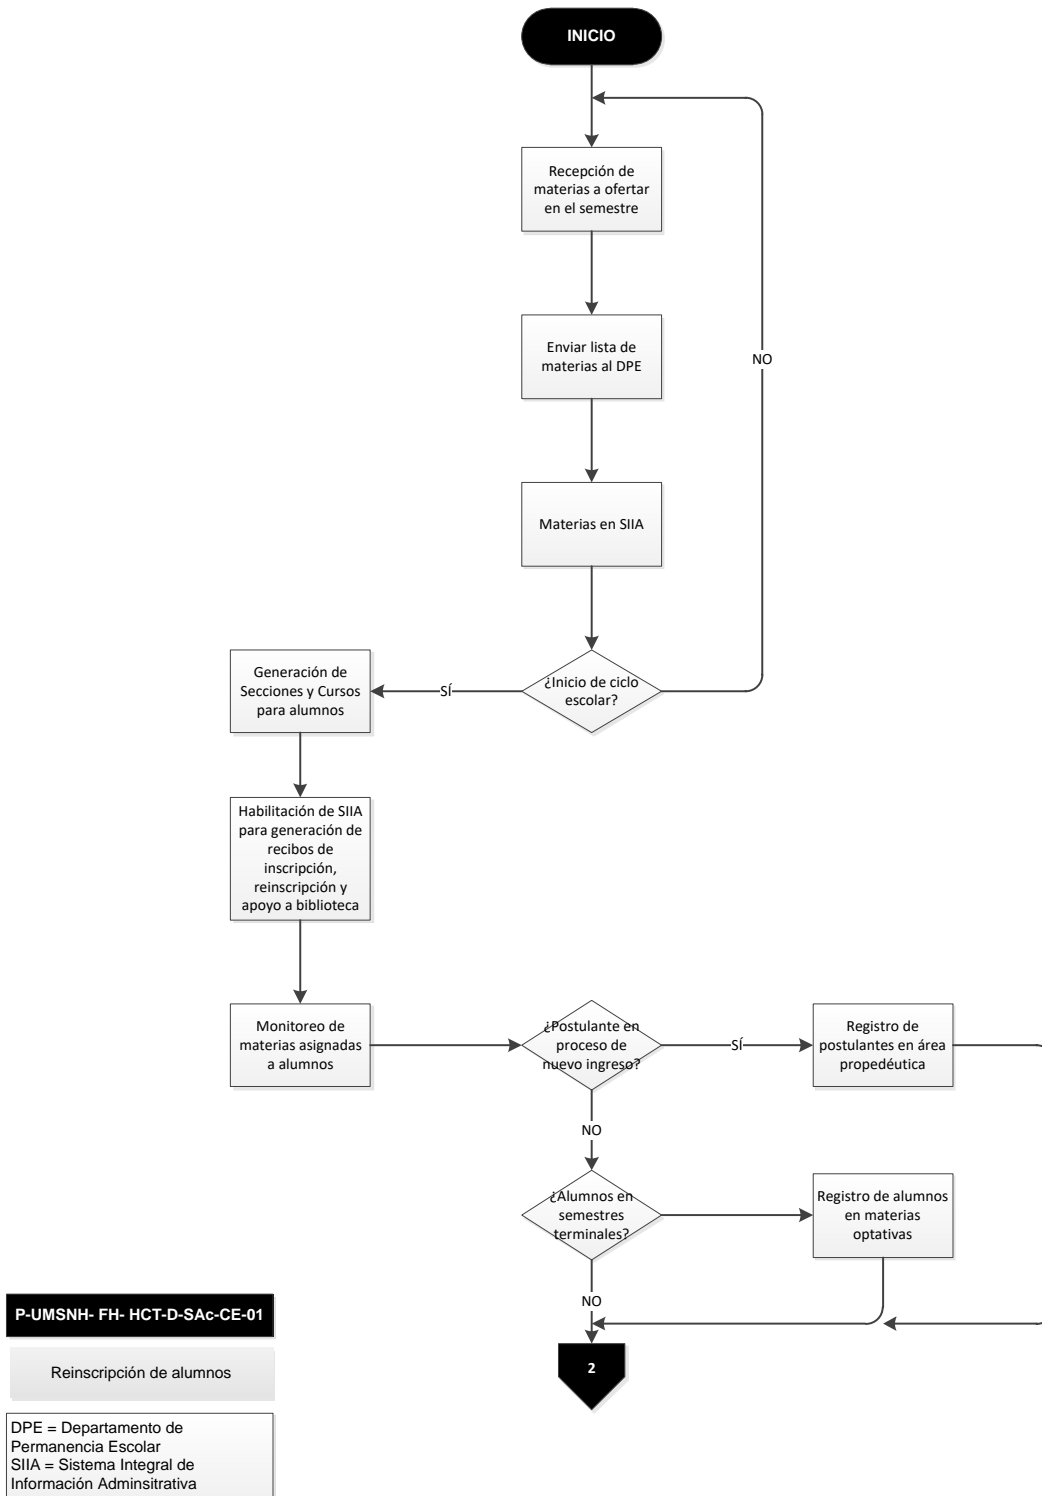 INICIO
Recepción de
materias a ofertar
en el semestre
Enviar lista de
materias al DPE
NO
Materias en SIIA
¿Inicio de ciclo
escolar?
SÍ
Generación de
Secciones y Cursos
para alumnos
Habilitación de SIIA
para generación de
recibos de
inscripción,
reinscripción y
apoyo a biblioteca
Monitoreo de
materias asignadas
a alumnos
¿Postulante en
proceso de
nuevo ingreso?
SÍ
Registro de
postulantes en área
propedéutica
NO
¿Alumnos en
semestres
terminales?
Registro de alumnos
en materias
optativas
NO
2
P-UMSNH- FH- HCT-D-SAc-CE-01
Reinscripción de alumnos
DPE = Departamento de
Permanencia Escolar
SIIA = Sistema Integral de
Información Adminsitrativa